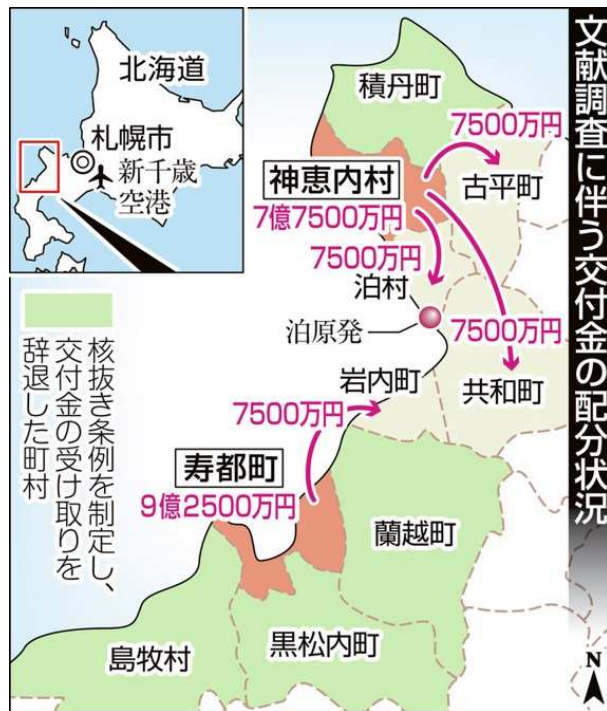 文献調査に伴う交付金の配分状況
北海道
札幌市
新千歳
空港
積丹町
7500万円
神恵内村
古平町
7億7500万円
7500万円
泊村
泊原発
7500万円
岩内町
共和町
7500万円
寿都町
9億2500万円
蘭越町
島牧村
黒松内町
核抜き条例を制定し、
交付金の受け取りを
辞退した町村
N